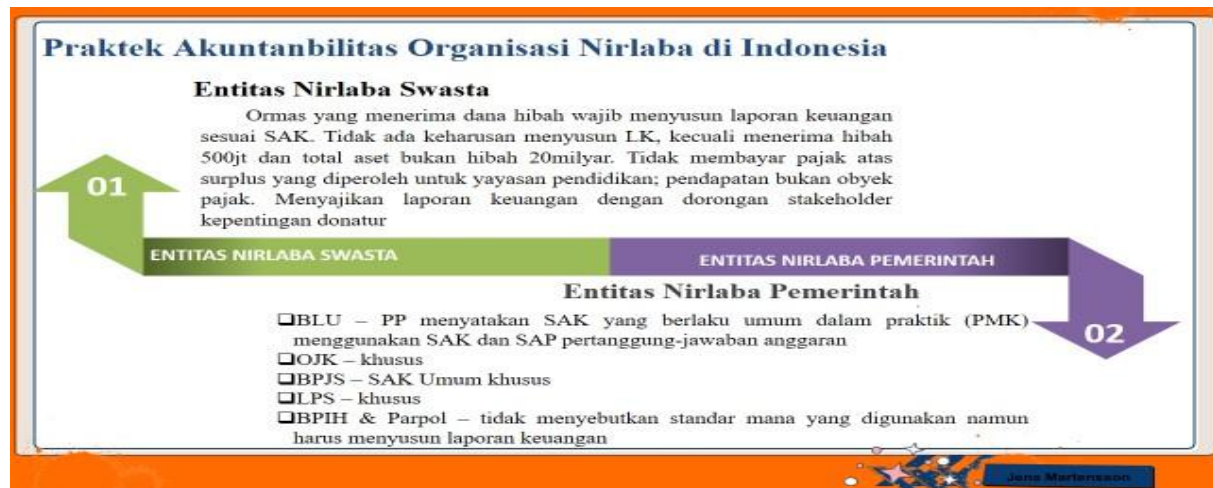 Praktek Akuntanbilitas Organisasi Nirlaba di Indonesia
Entitas Nirlaba Swasta
Ormas yang menerima dana hibah wajib menyusun laporan keuangan
sesuai SAK. Tidak ada keharusan menyusun LK, kecuali menerima hibah
500jt dan total aset bukan hibah 20milyar. Tidak membayar pajak atas
surplus yang diperoleh untuk yayasan pendidikan; pendapatan bukan obyek
pajak. Menyajikan laporan keuangan dengan dorongan stakeholder
kepentingan donatur
01
ENTITAS NIRLABA SWASTA
ENTITAS NIRLABA PEMERINTAH
Entitas Nirlaba Pemerintah
❑BLU – PP menyatakan SAK yang berlaku umum dalam praktik (PMK)
menggunakan SAK dan SAP pertanggung-jawaban anggaran
❑OJK – khusus
❑BPJS – SAK Umum khusus
❑LPS – khusus
❑BPIH & Parpol – tidak menyebutkan standar mana yang digunakan namun
harus menyusun laporan keuangan
02
Jens Martensson